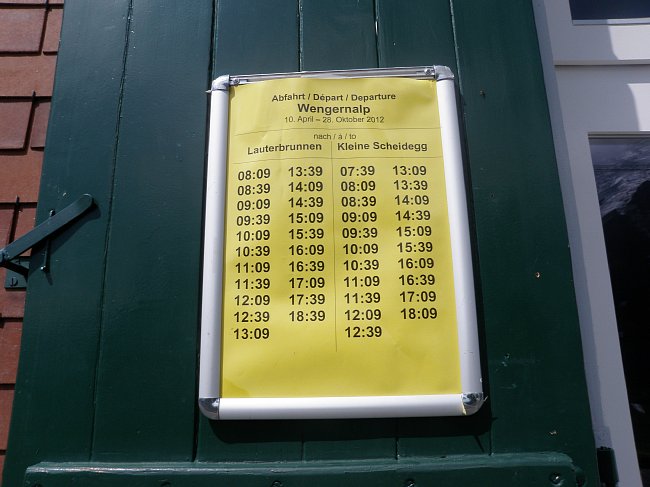 Abfahrt / Départ / Departure
Wengernalp
10. April – 28. Oktober 2012
nach / à / to
Lauterbrunnen Kleine Scheidegg
08:09 13:39 07:39 13:09
08:39 14:09 08:09 13:39
09:09 14:39 08:39 14:09
09:39 15:09 09:09 14:39
10:09 15:39 09:39 15:09
10:39 16:09 10:09 15:39
11:09 16:39 10:39 16:09
11:39 17:09 11:09 16:39
12:09 17:39 11:39 17:09
12:39 18:39 12:09 18:09
13:09 12:39